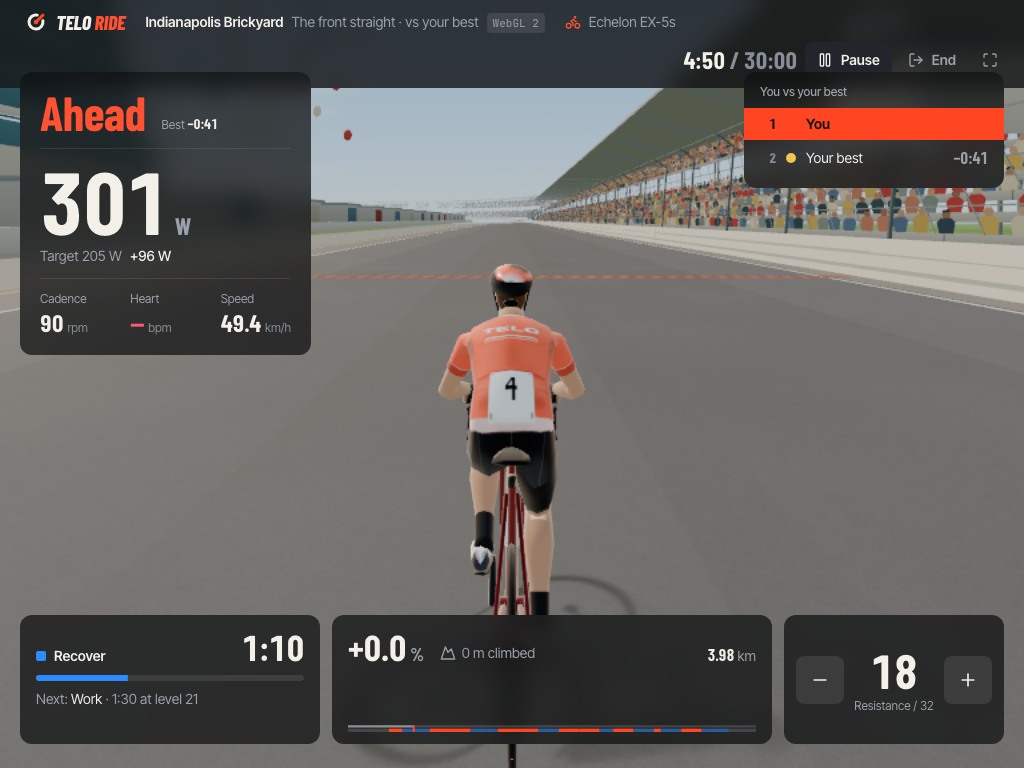 TELO RIDE Indianapolis Brickyard The front straight · vs your best WebGL 2 Echelon EX-5s
4:50 / 30:00 Pause End
Ahead Best −0:41
301 W
Target 205 W +96 W
Cadence Heart Speed
90 rpm — bpm 49.4 km/h
You vs your best
1 You
2 Your best −0:41
TELO
4
Recover 1:10
Next: Work · 1:30 at level 21
+0.0 % 0 m climbed 3.98 km
− 18 +
Resistance / 32